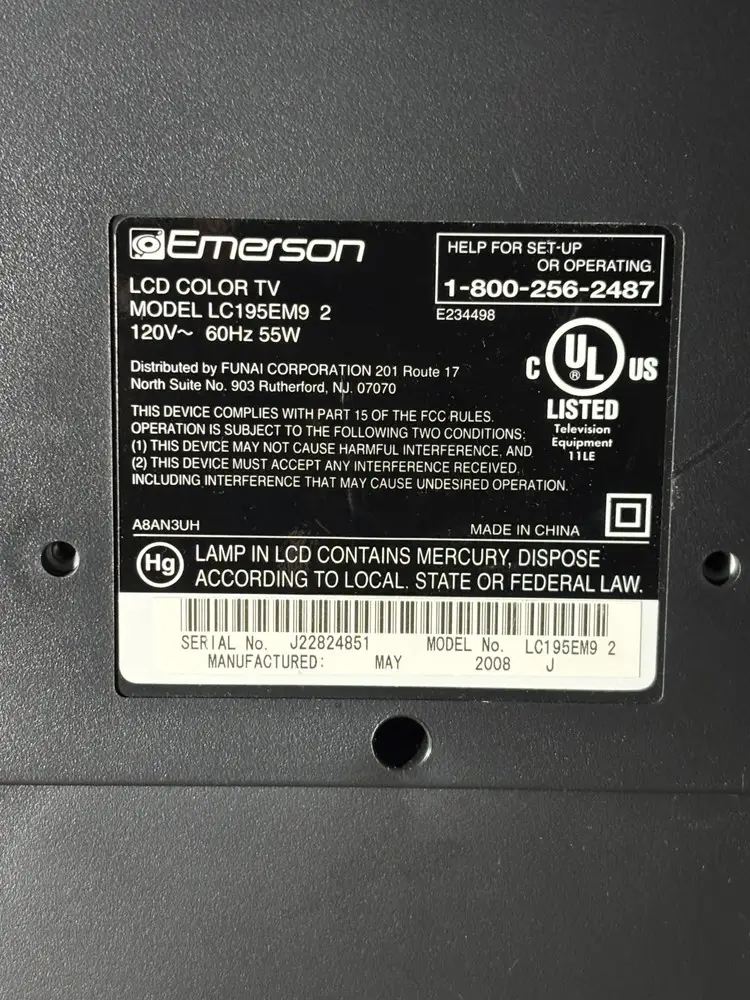 Emerson
LCD COLOR TV
MODEL LC195EM9 2
120V~ 60Hz 55W
HELP FOR SET-UP
OR OPERATING
1-800-256-2487
E234498
Distributed by FUNAI CORPORATION 201 Route 17
North Suite No. 903 Rutherford, NJ. 07070
C UL US
®
LISTED
Television
Equipment
11LE
THIS DEVICE COMPLIES WITH PART 15 OF THE FCC RULES.
OPERATION IS SUBJECT TO THE FOLLOWING TWO CONDITIONS:
(1) THIS DEVICE MAY NOT CAUSE HARMFUL INTERFERENCE, AND
(2) THIS DEVICE MUST ACCEPT ANY INTERFERENCE RECEIVED,
INCLUDING INTERFERENCE THAT MAY CAUSE UNDESIRED OPERATION.
A8AN3UH
MADE IN CHINA
Hg
LAMP IN LCD CONTAINS MERCURY, DISPOSE
ACCORDING TO LOCAL. STATE OR FEDERAL LAW.
SERIAL No. J22824851 MODEL No. LC195EM9 2
MANUFACTURED: MAY 2008 J